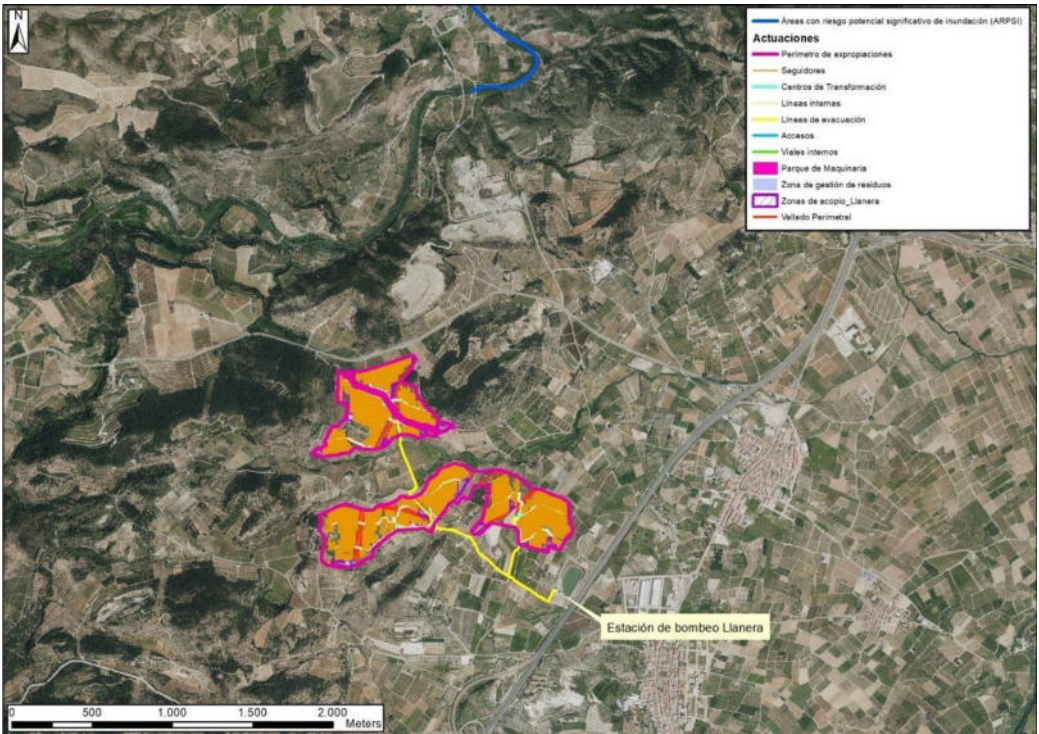 N
Áreas con riesgo potencial significativo de inundación (ARPSI)
Actuaciones
Perímetro de expropiaciones
Seguidores
Centros de Transformación
Líneas internas
Líneas de evacuación
Accesos
Viales internos
Parque de Maquinaria
Zona de gestión de residuos
Zonas de acopio_Llanera
Vallado Perimetral
Estación de bombeo Llanera
0 500 1.000 1.500 2.000
Meters